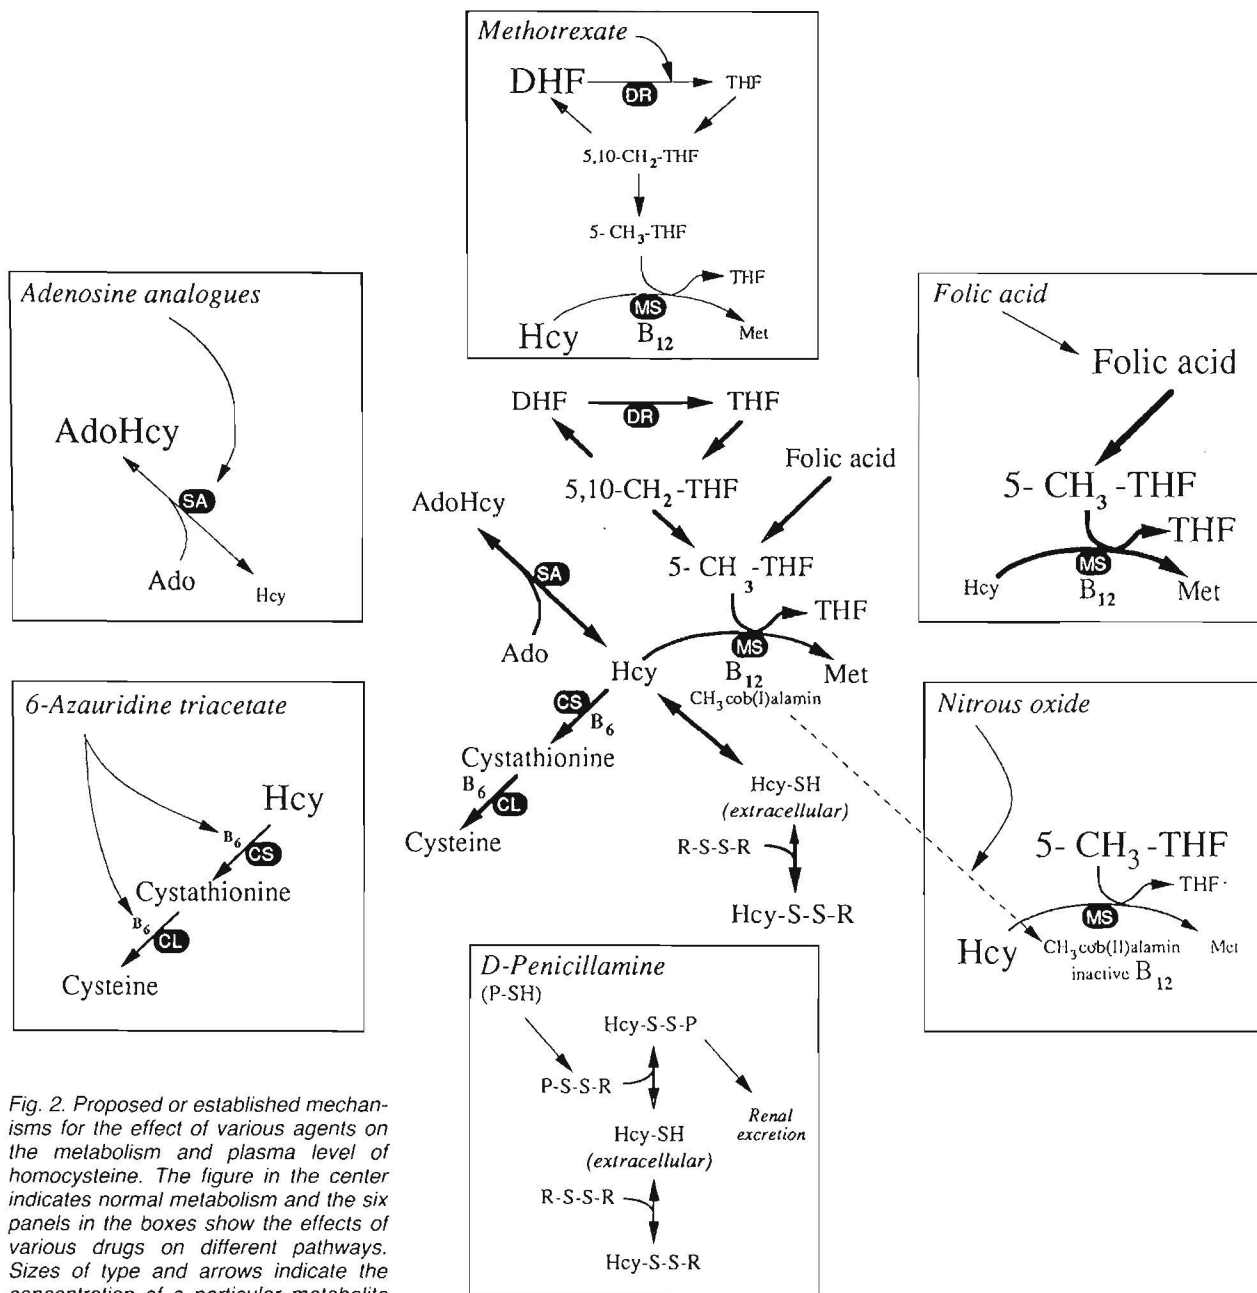 Methotrexate
DHF
DR
THF
5,10-CH2-THF
5- CH3-THF
THF
MS
Hcy
B12
Met
Adenosine analogues
AdoHcy
SA
Ado
Hcy
Folic acid
Folic acid
5- CH3 -THF
THF
MS
Hcy
B12
Met
DHF
DR
THF
Folic acid
5,10-CH2 -THF
AdoHcy
5- CH3-THF
SA
THF
Ado
MS
Hcy
B12
Met
CH3cob(I)alamin
CS
B6
Cystathionine
B6
CL
Cysteine
Hcy-SH
(extracellular)
R-S-S-R
Hcy-S-S-R
6-Azauridine triacetate
Hcy
B6
CS
Cystathionine
B6
CL
Cysteine
Nitrous oxide
5- CH3 -THF
THF
MS
Hcy
CH3cob(II)alamin
Met
inactive B12
D-Penicillamine
(P-SH)
Hcy-S-S-P
P-S-S-R
Renal
excretion
Hcy-SH
(extracellular)
R-S-S-R
Hcy-S-S-R
Fig. 2. Proposed or established mechan-
isms for the effect of various agents on
the metabolism and plasma level of
homocysteine. The figure in the center
indicates normal metabolism and the six
panels in the boxes show the effects of
various drugs on different pathways.
Sizes of type and arrows indicate the
concentration of a particular metabolite